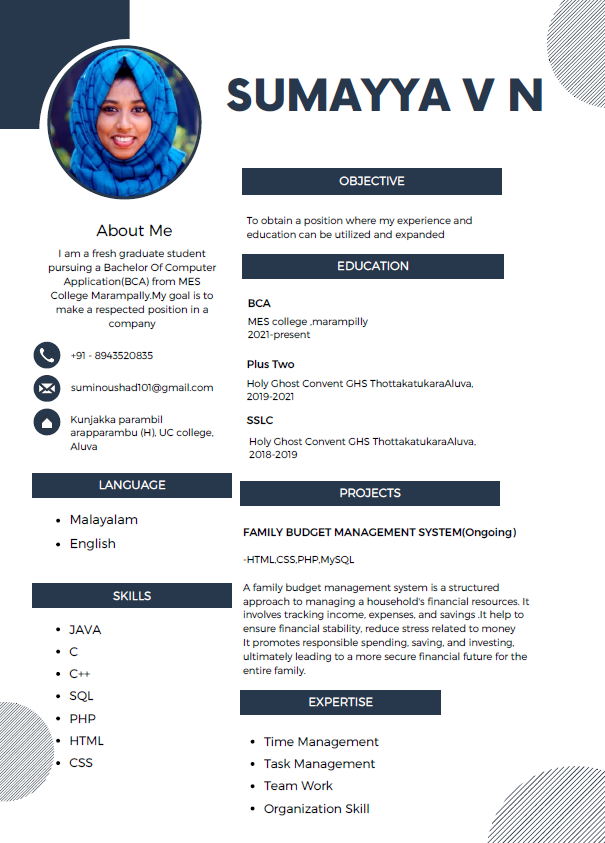 SUMAYYA V N
About Me
I am a fresh graduate student
pursuing a Bachelor Of Computer
Application(BCA) from MES
College Marampally.My goal is to
make a respected position in a
company
+91 - 8943520835
suminoushad101@gmail.com
Kunjakka parambil
arapparambu (H), UC college,
Aluva
LANGUAGE
• Malayalam
• English
SKILLS
• JAVA
• C
• C++
• SQL
• PHP
• HTML
• CSS
OBJECTIVE
To obtain a position where my experience and
education can be utilized and expanded
EDUCATION
BCA
MES college ,marampilly
2021-present
Plus Two
Holy Ghost Convent GHS ThottakatukaraAluva,
2019-2021
SSLC
Holy Ghost Convent GHS ThottakatukaraAluva,
2018-2019
PROJECTS
FAMILY BUDGET MANAGEMENT SYSTEM(Ongoing)
-HTML,CSS,PHP,MySQL
A family budget management system is a structured
approach to managing a household's financial resources. It
involves tracking income, expenses, and savings .It help to
ensure financial stability, reduce stress related to money
It promotes responsible spending, saving, and investing,
ultimately leading to a more secure financial future for the
entire family.
EXPERTISE
• Time Management
• Task Management
• Team Work
• Organization Skill